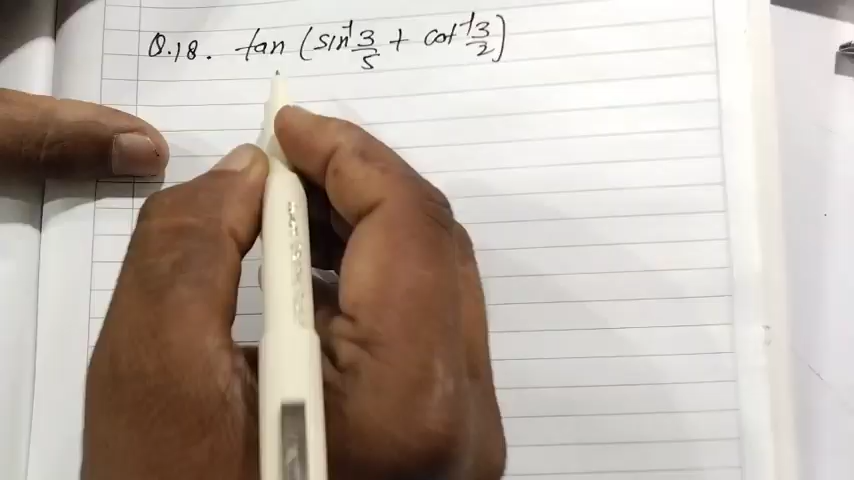 Q.18. tan (sin⁻¹ 3/5 + cot⁻¹ 3/2)